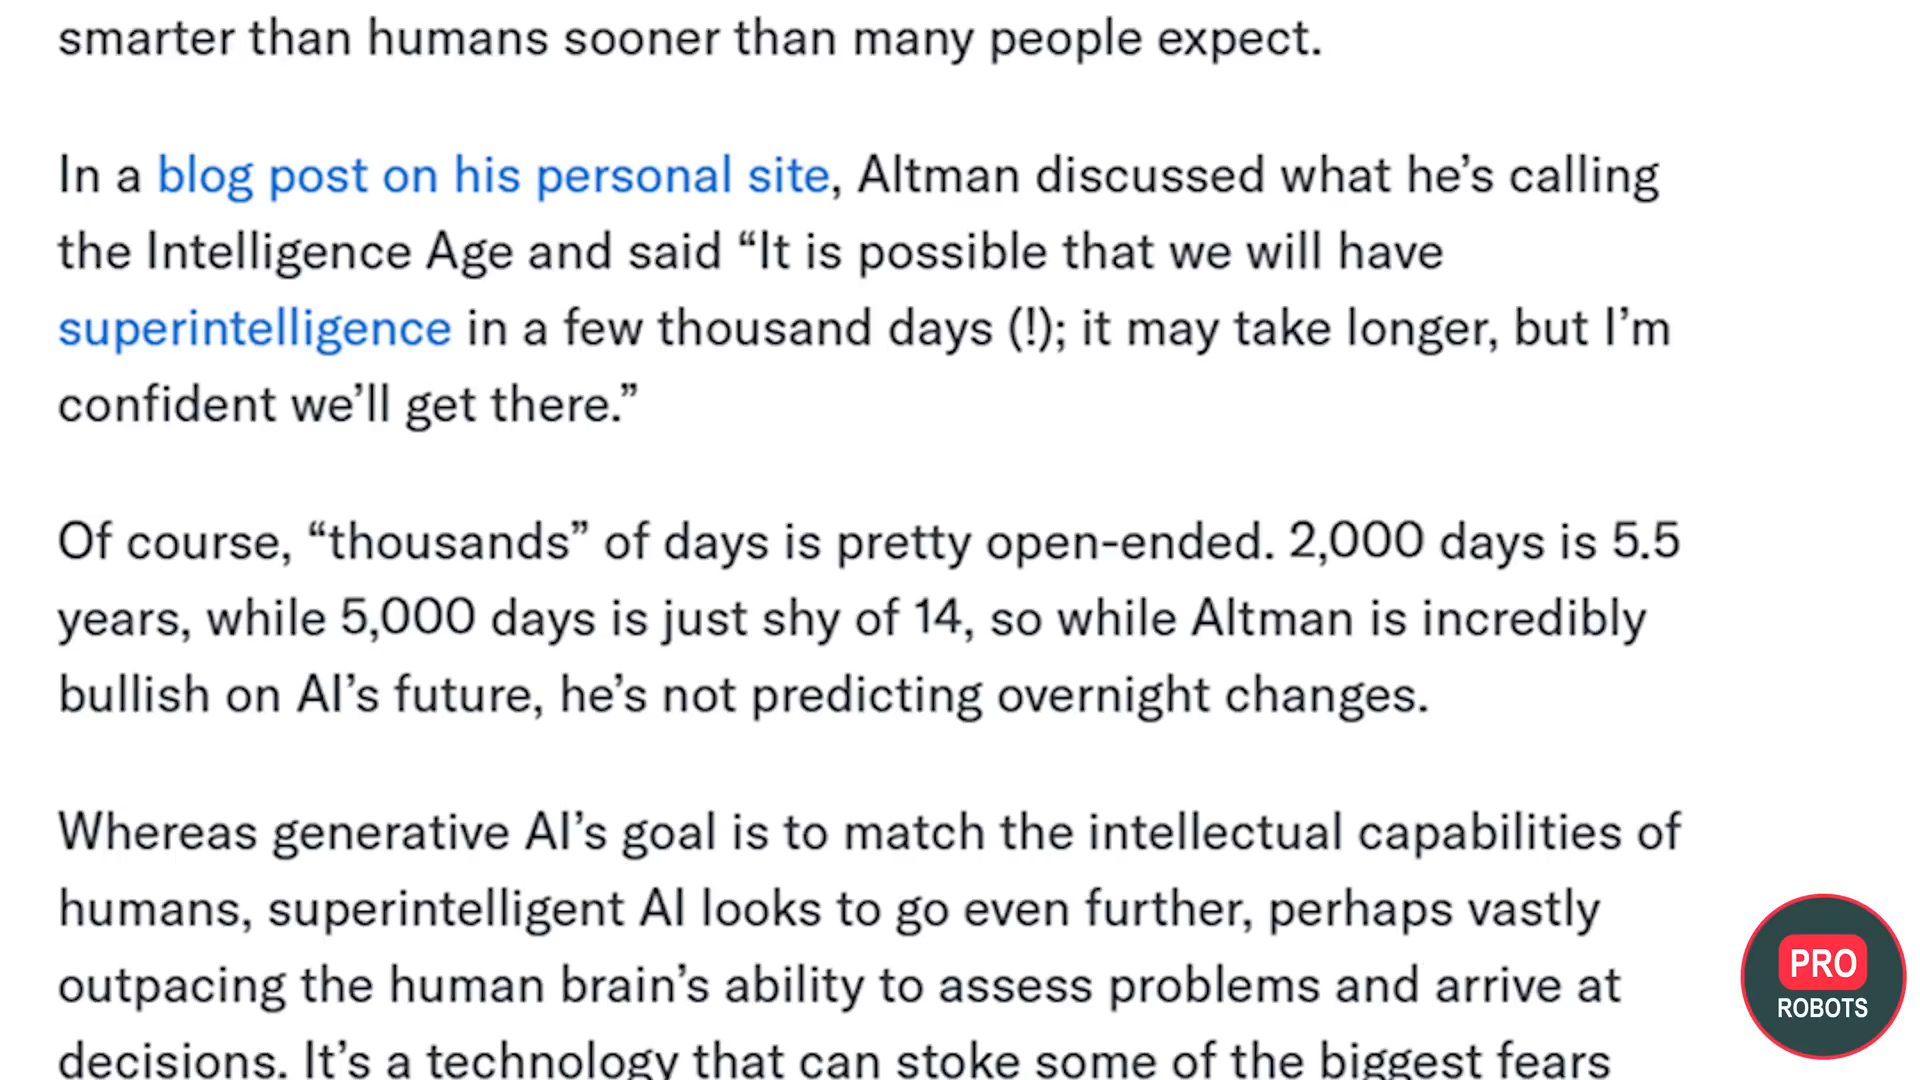 smarter than humans sooner than many people expect.
In a blog post on his personal site, Altman discussed what he’s calling
the Intelligence Age and said “It is possible that we will have
superintelligence in a few thousand days (!); it may take longer, but I’m
confident we’ll get there.”
Of course, “thousands” of days is pretty open-ended. 2,000 days is 5.5
years, while 5,000 days is just shy of 14, so while Altman is incredibly
bullish on AI’s future, he’s not predicting overnight changes.
Whereas generative AI’s goal is to match the intellectual capabilities of
humans, superintelligent AI looks to go even further, perhaps vastly
outpacing the human brain’s ability to assess problems and arrive at
decisions. It’s a technology that can stoke some of the biggest fears
PRO
ROBOTS